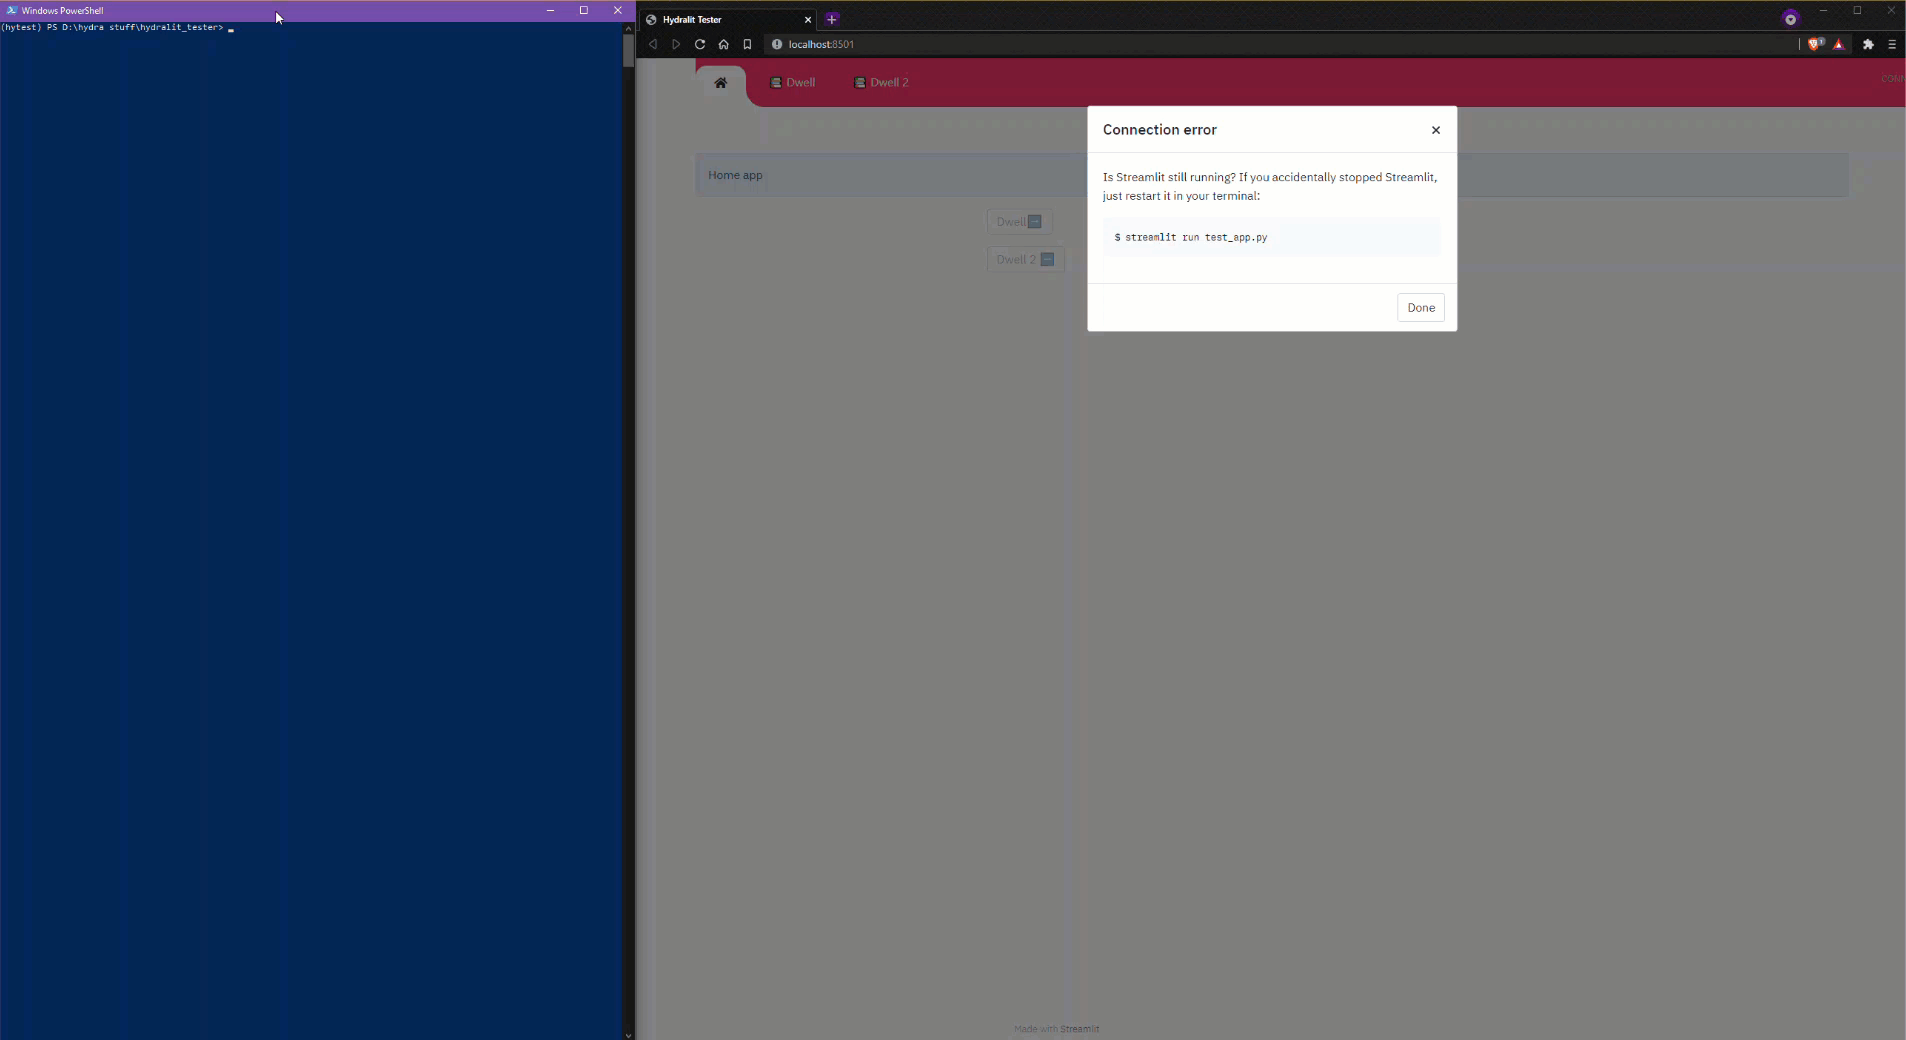 Windows PowerShell
(hytest) PS D:\hydra stuff\hydralit_tester>
Hydralit Tester
localhost:8501
Dwell
Dwell 2
CONN
Connection error
Is Streamlit still running? If you accidentally stopped Streamlit,
just restart it in your terminal:
$ streamlit run test_app.py
Done
Home app
Dwell
Dwell 2
Made with Streamlit